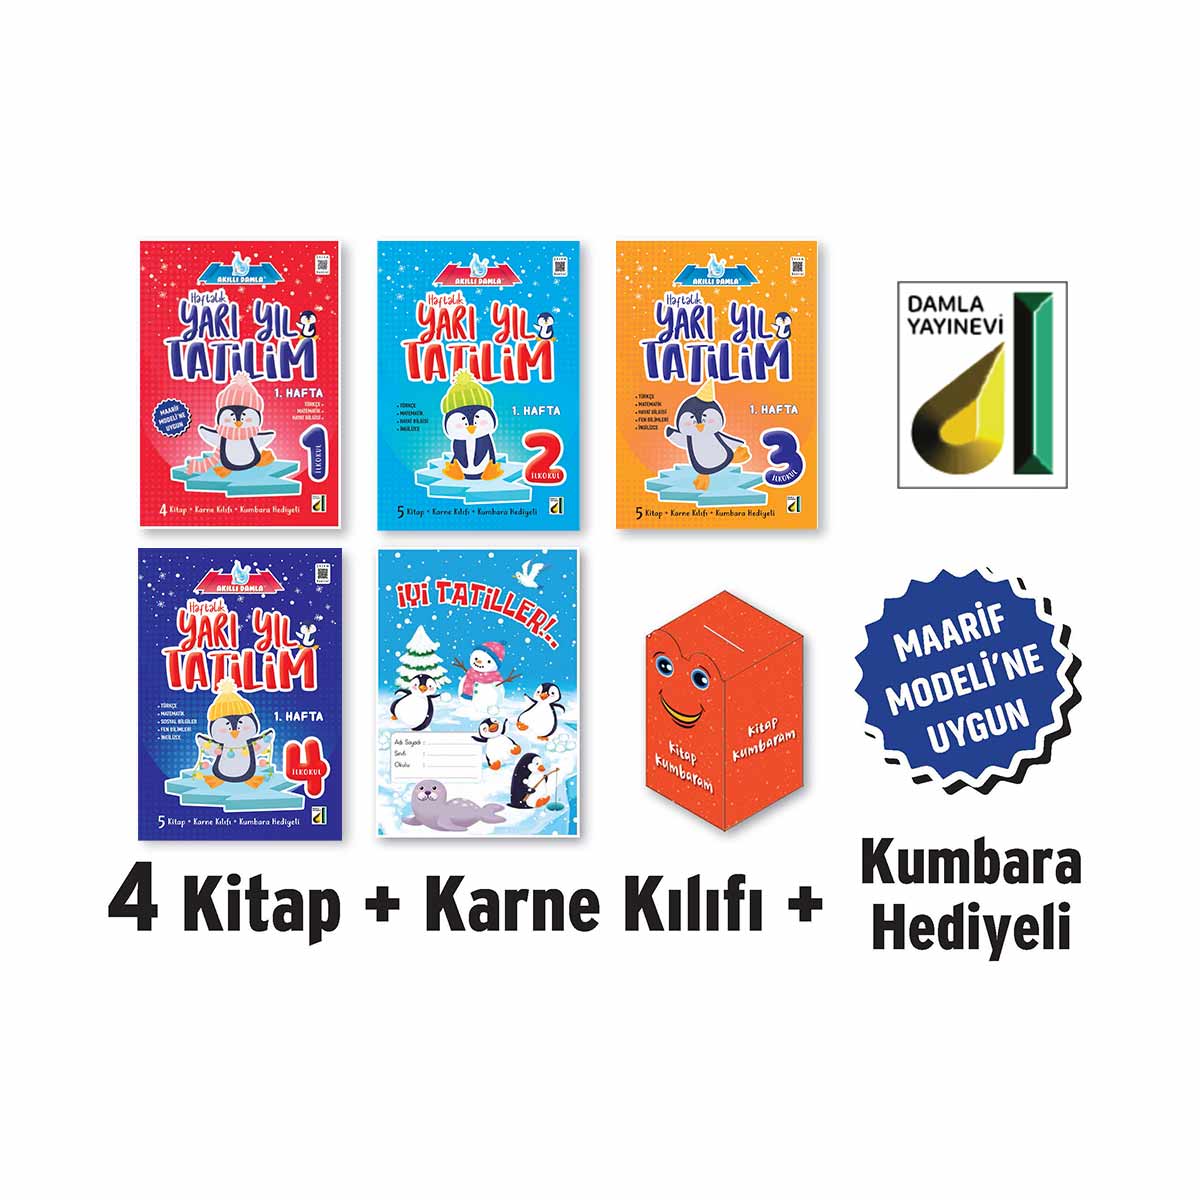 AKILLI DAMLA
Haftalık
YARI YIL
TATİLİM
1. HAFTA
TÜRKÇE
MATEMATİK
HAYAT BİLGİSİ
MAARİF
MODELİ'NE
UYGUN
1
İLKOKUL
4 Kitap + Karne Kılıfı + Kumbara Hediyeli
AKILLI DAMLA
Haftalık
YARI YIL
TATİLİM
TÜRKÇE
MATEMATİK
HAYAT BİLGİSİ
İNGİLİZCE
1. HAFTA
2
İLKOKUL
5 Kitap + Karne Kılıfı + Kumbara Hediyeli
AKILLI DAMLA
Haftalık
YARI YIL
TATİLİM
TÜRKÇE
MATEMATİK
HAYAT BİLGİSİ
FEN BİLİMLERİ
İNGİLİZCE
1. HAFTA
3
İLKOKUL
5 Kitap + Karne Kılıfı + Kumbara Hediyeli
DAMLA
YAYINEVİ
AKILLI DAMLA
Haftalık
YARI YIL
TATİLİM
TÜRKÇE
MATEMATİK
SOSYAL BİLGİLER
FEN BİLİMLERİ
İNGİLİZCE
1. HAFTA
4
İLKOKUL
5 Kitap + Karne Kılıfı + Kumbara Hediyeli
İYİ TATİLLER!..
Adı Soyadı :
Sınıfı :
Okulu :
Kitap
Kumbaram
Kitap
Kumbaram
MAARİF
MODELİ'NE
UYGUN
4 Kitap + Karne Kılıfı + Kumbara
Hediyeli